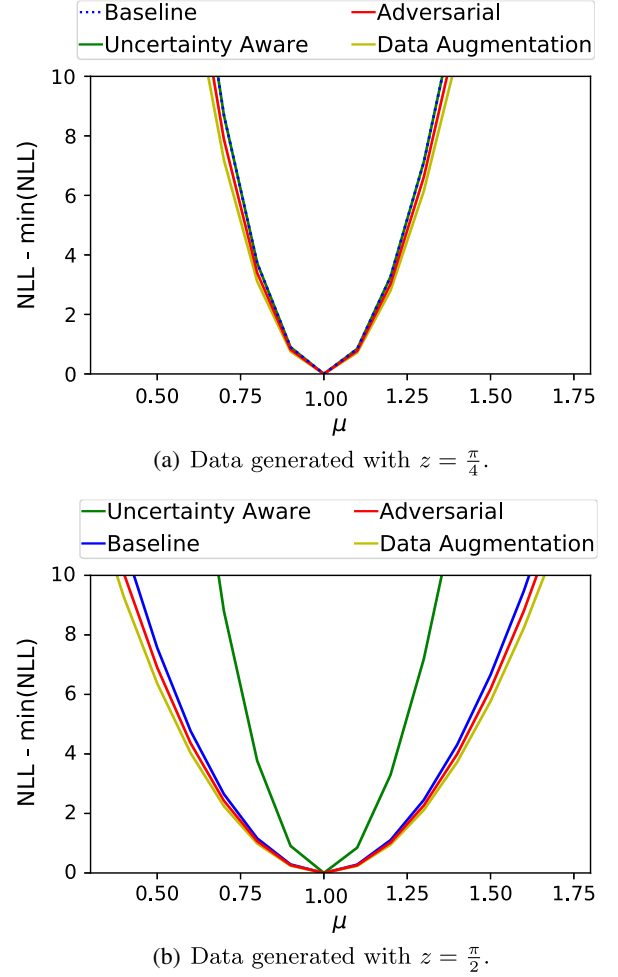 Baseline Adversarial
Uncertainty Aware Data Augmentation
10
8
6
4
2
0
NLL - min(NLL)
0.50 0.75 1.00 1.25 1.50 1.75
μ
(a) Data generated with z = π/4.
Uncertainty Aware Adversarial
Baseline Data Augmentation
10
8
6
4
2
0
NLL - min(NLL)
0.50 0.75 1.00 1.25 1.50 1.75
μ
(b) Data generated with z = π/2.